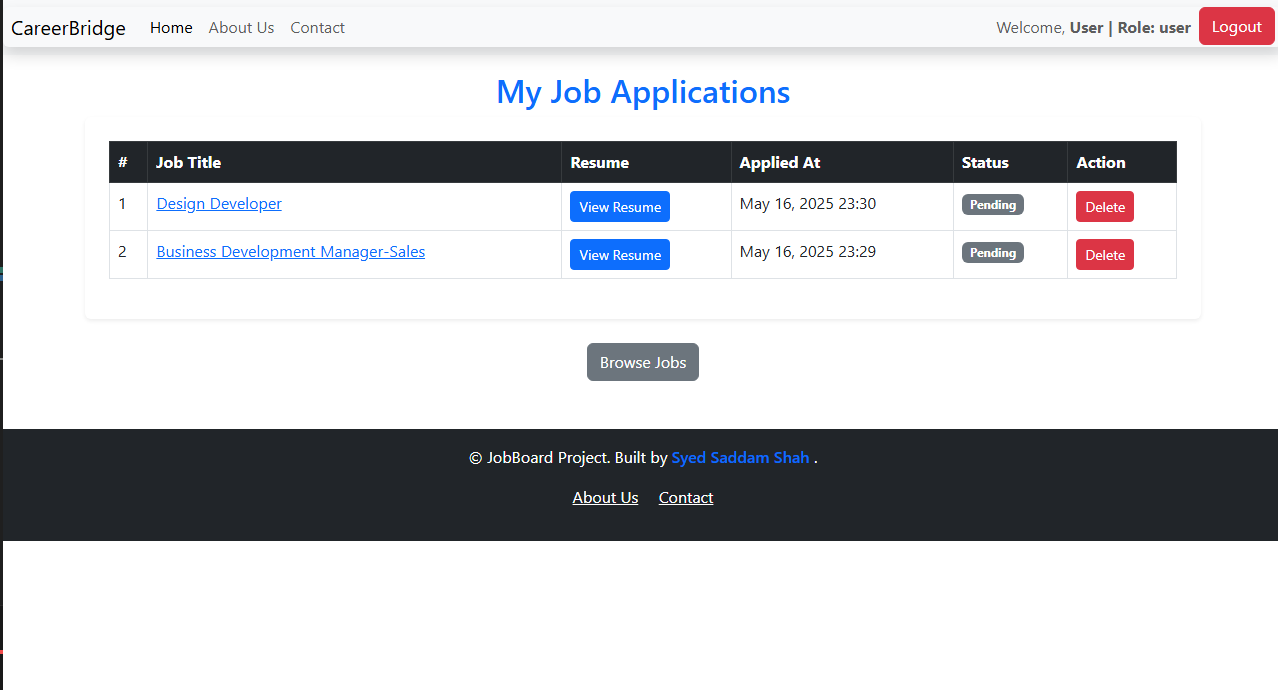 CareerBridge Home About Us Contact Welcome, User | Role: user Logout
My Job Applications
# Job Title Resume Applied At Status Action
1 Design Developer View Resume May 16, 2025 23:30 Pending Delete
2 Business Development Manager-Sales View Resume May 16, 2025 23:29 Pending Delete
Browse Jobs
© JobBoard Project. Built by Syed Saddam Shah .
About Us Contact